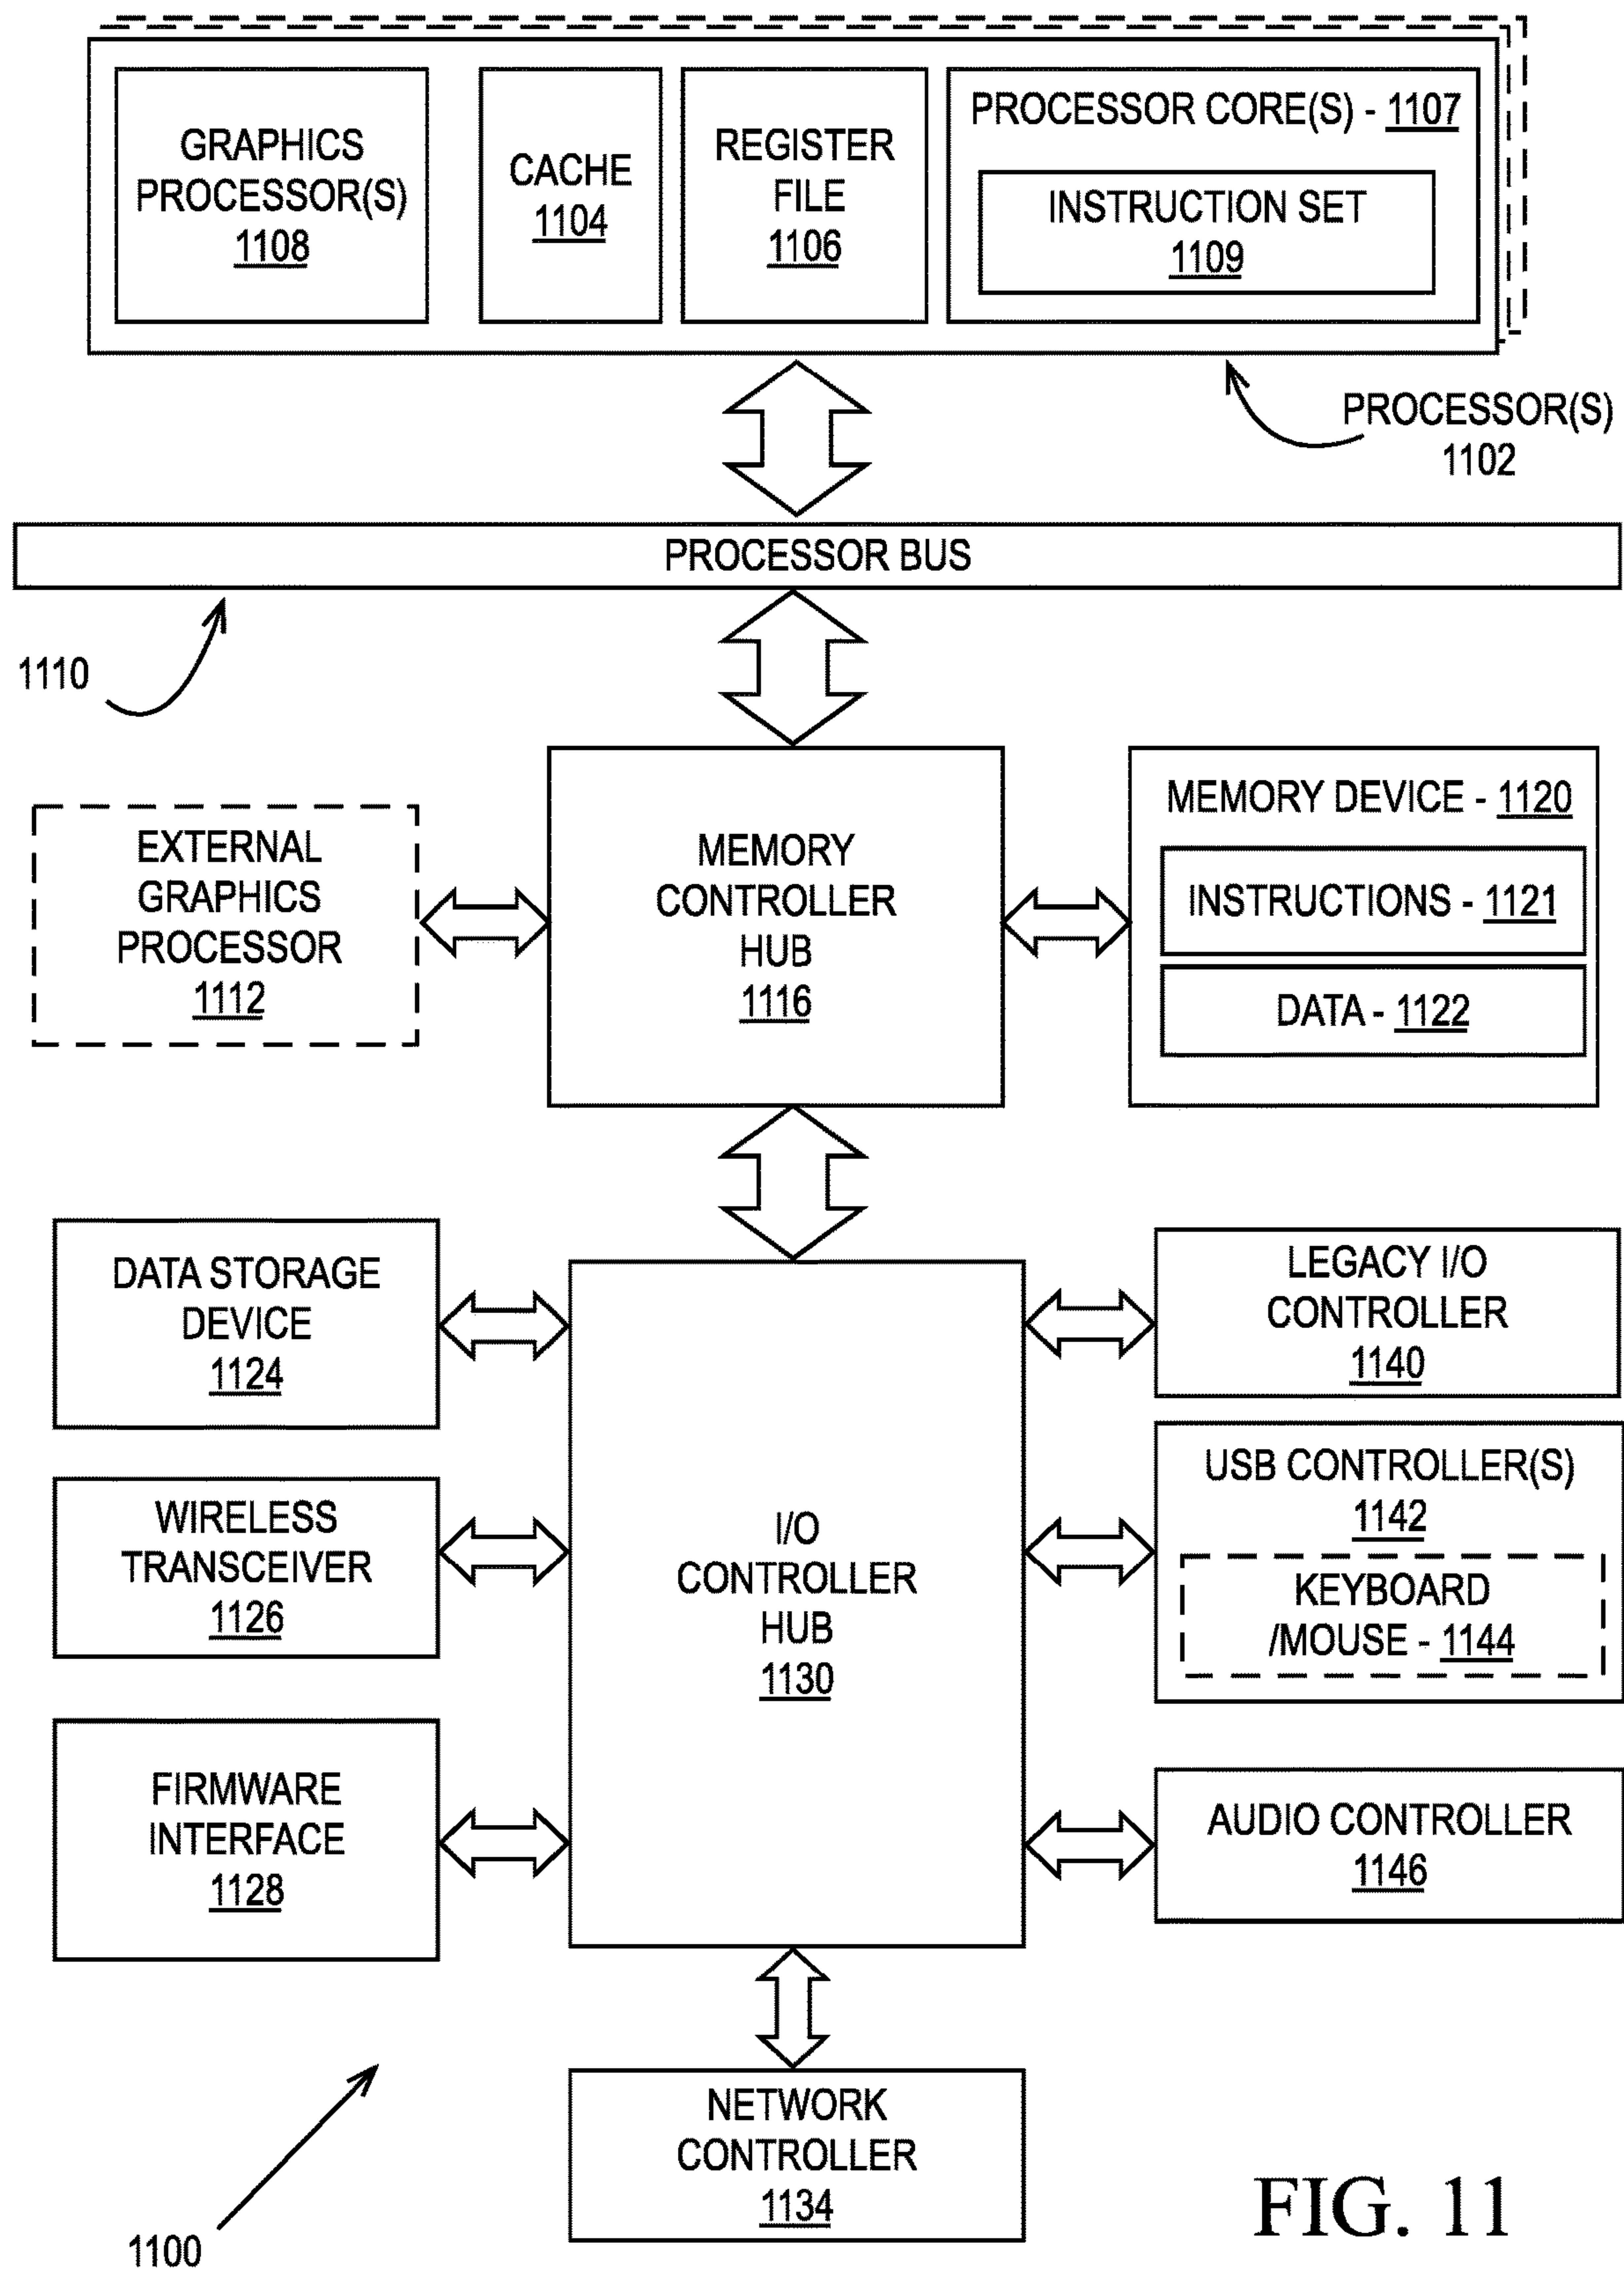 GRAPHICS
PROCESSOR(S)
1108
CACHE
1104
REGISTER
FILE
1106
PROCESSOR CORE(S) - 1107
INSTRUCTION SET
1109
PROCESSOR(S)
1102
PROCESSOR BUS
1110
EXTERNAL
GRAPHICS
PROCESSOR
1112
MEMORY
CONTROLLER
HUB
1116
MEMORY DEVICE - 1120
INSTRUCTIONS - 1121
DATA - 1122
DATA STORAGE
DEVICE
1124
WIRELESS
TRANSCEIVER
1126
FIRMWARE
INTERFACE
1128
I/O
CONTROLLER
HUB
1130
LEGACY I/O
CONTROLLER
1140
USB CONTROLLER(S)
1142
KEYBOARD
/MOUSE - 1144
AUDIO CONTROLLER
1146
NETWORK
CONTROLLER
1134
1100
FIG. 11